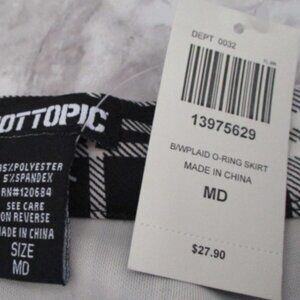 OTTOPIC
95%POLYESTER
5%SPANDEX
RN#120684
SEE CARE
ON REVERSE
MADE IN CHINA
SIZE
MD
DEPT 0032
13975629
B/WPLAID O-RING SKIRT
MADE IN CHINA
MD
$27.90